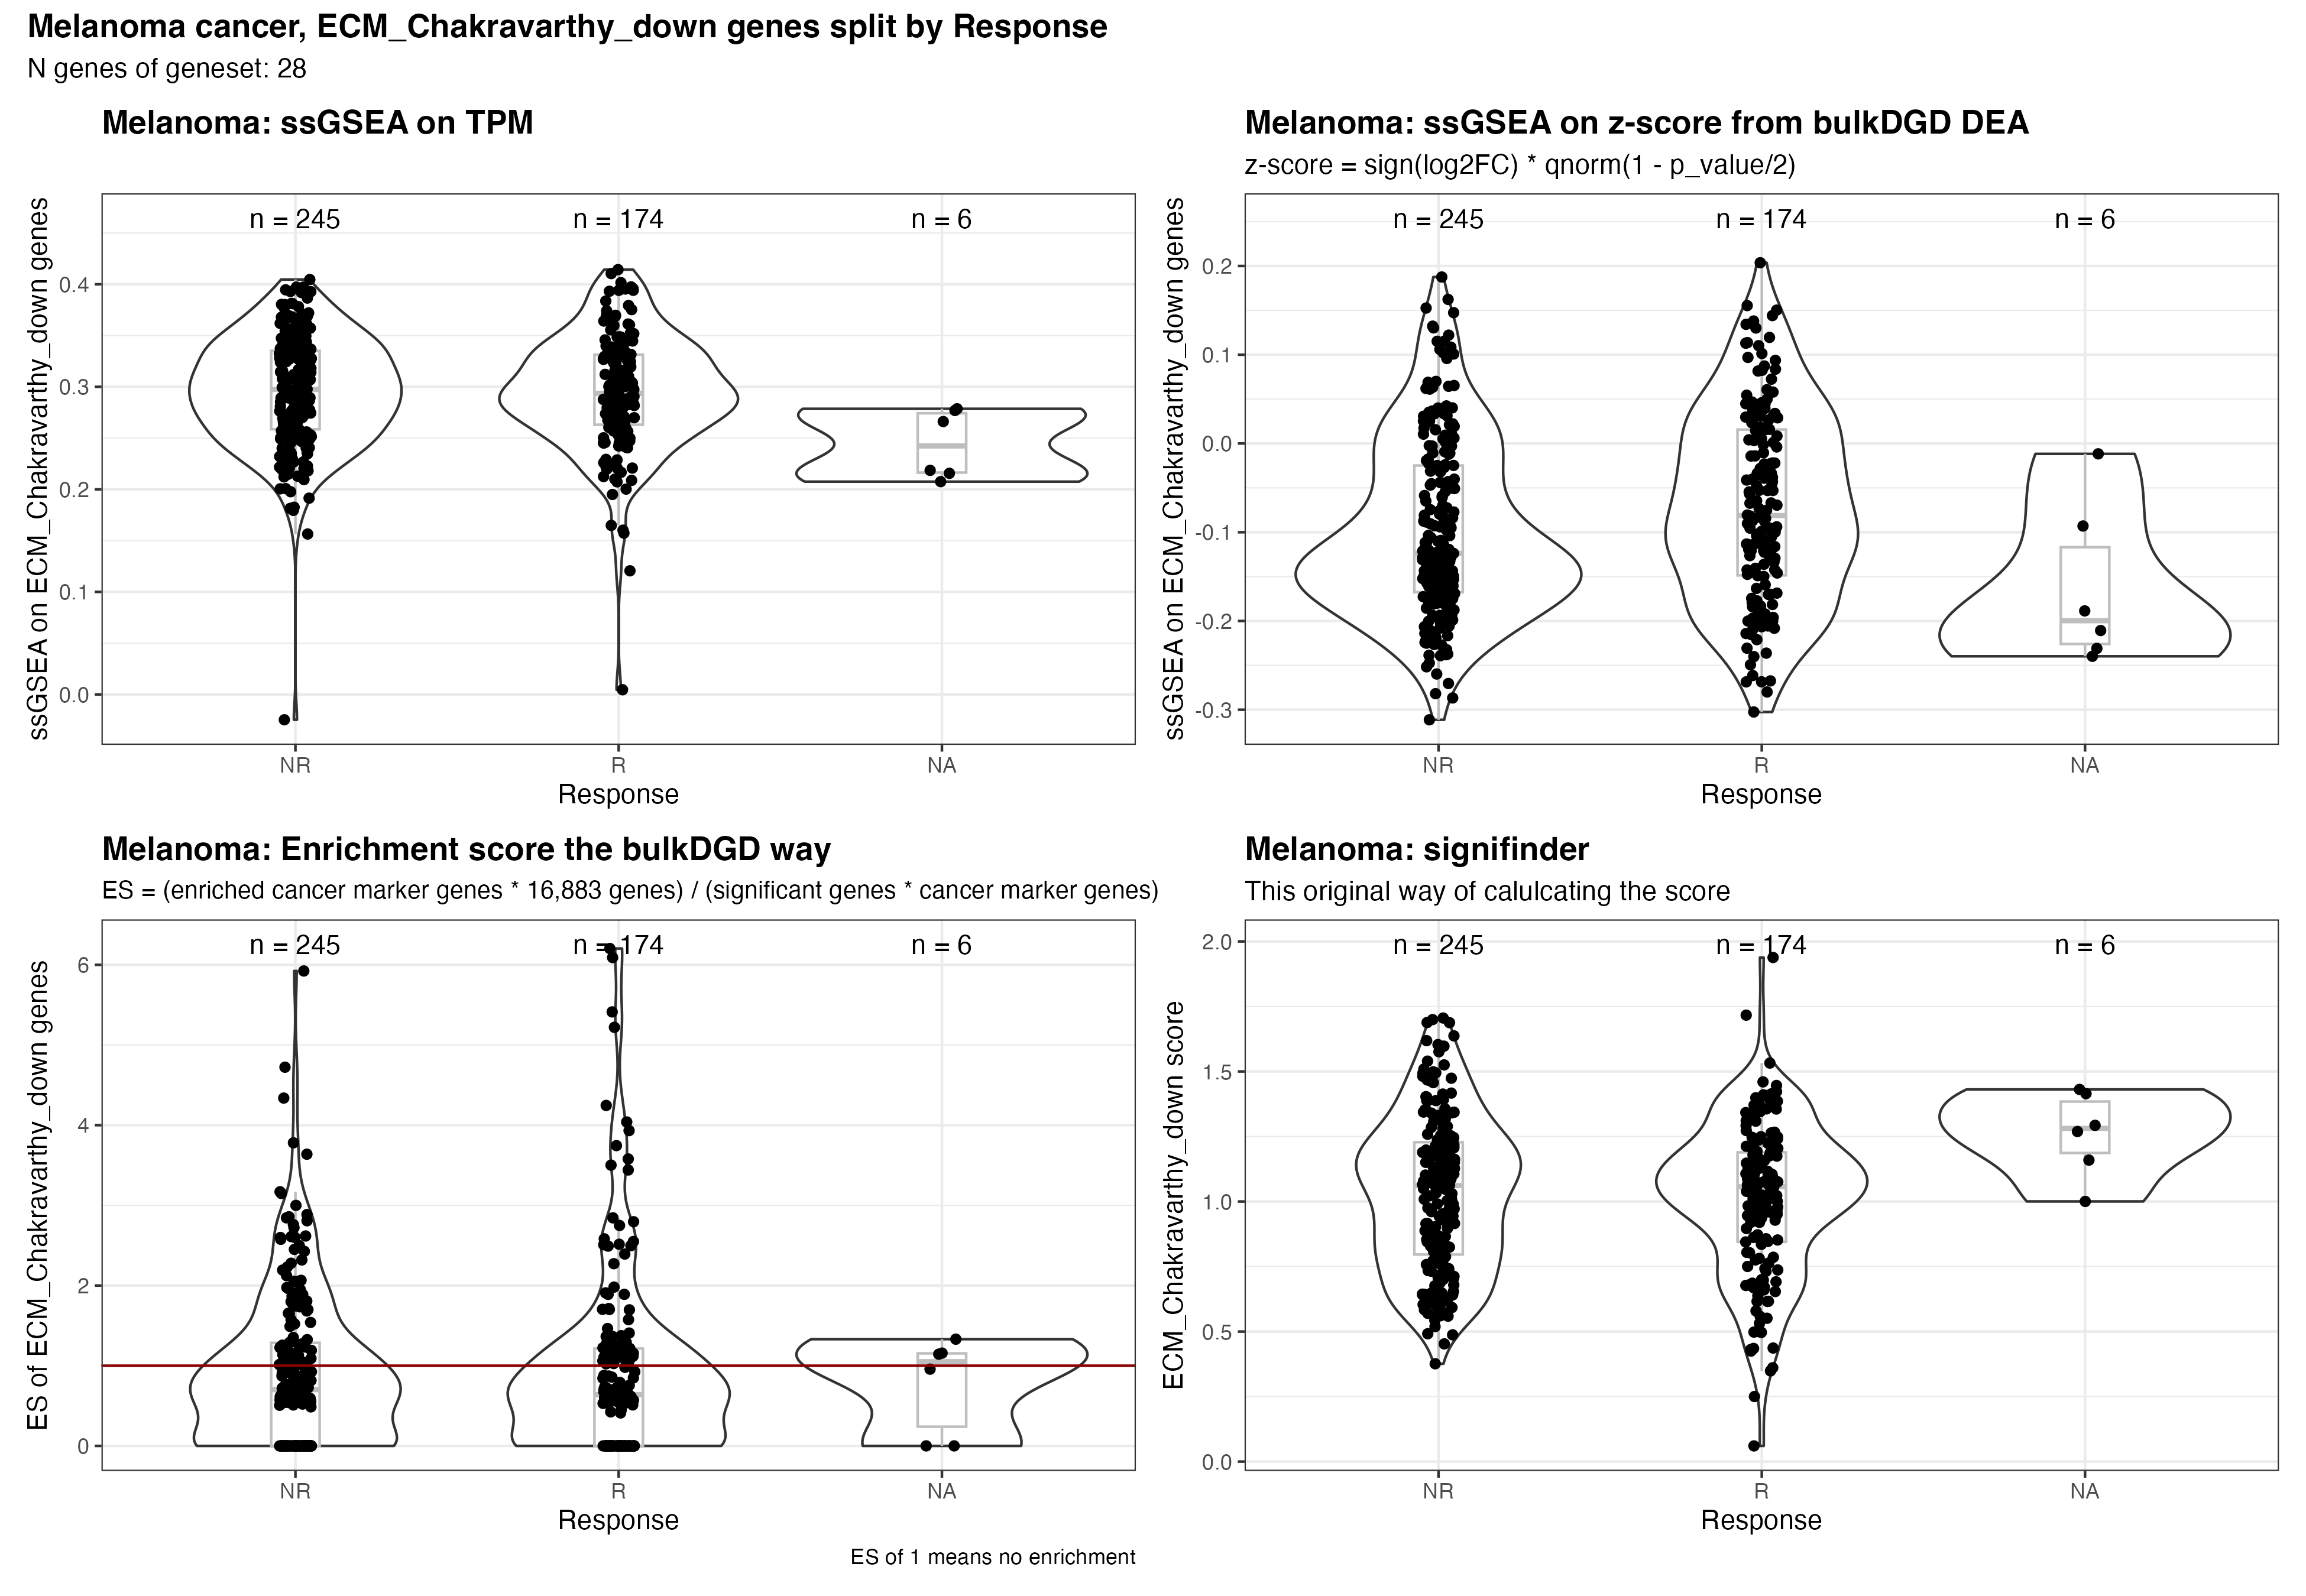 Melanoma cancer, ECM_Chakravarthy_down genes split by Response
N genes of geneset: 28
Melanoma: ssGSEA on TPM
ssGSEA on ECM_Chakravarthy_down genes
0.4
0.3
0.2
0.1
0.0
n = 245
n = 174
n = 6
NR
R
NA
Response
Melanoma: ssGSEA on z-score from bulkDGD DEA
z-score = sign(log2FC) * qnorm(1 - p_value/2)
ssGSEA on ECM_Chakravarthy_down genes
0.2
0.1
0.0
-0.1
-0.2
-0.3
n = 245
n = 174
n = 6
NR
R
NA
Response
Melanoma: Enrichment score the bulkDGD way
ES = (enriched cancer marker genes * 16,883 genes) / (significant genes * cancer marker genes)
ES of ECM_Chakravarthy_down genes
6
4
2
0
n = 245
n = 174
n = 6
NR
R
NA
Response
ES of 1 means no enrichment
Melanoma: signifinder
This original way of calulcating the score
ECM_Chakravarthy_down score
2.0
1.5
1.0
0.5
0.0
n = 245
n = 174
n = 6
NR
R
NA
Response